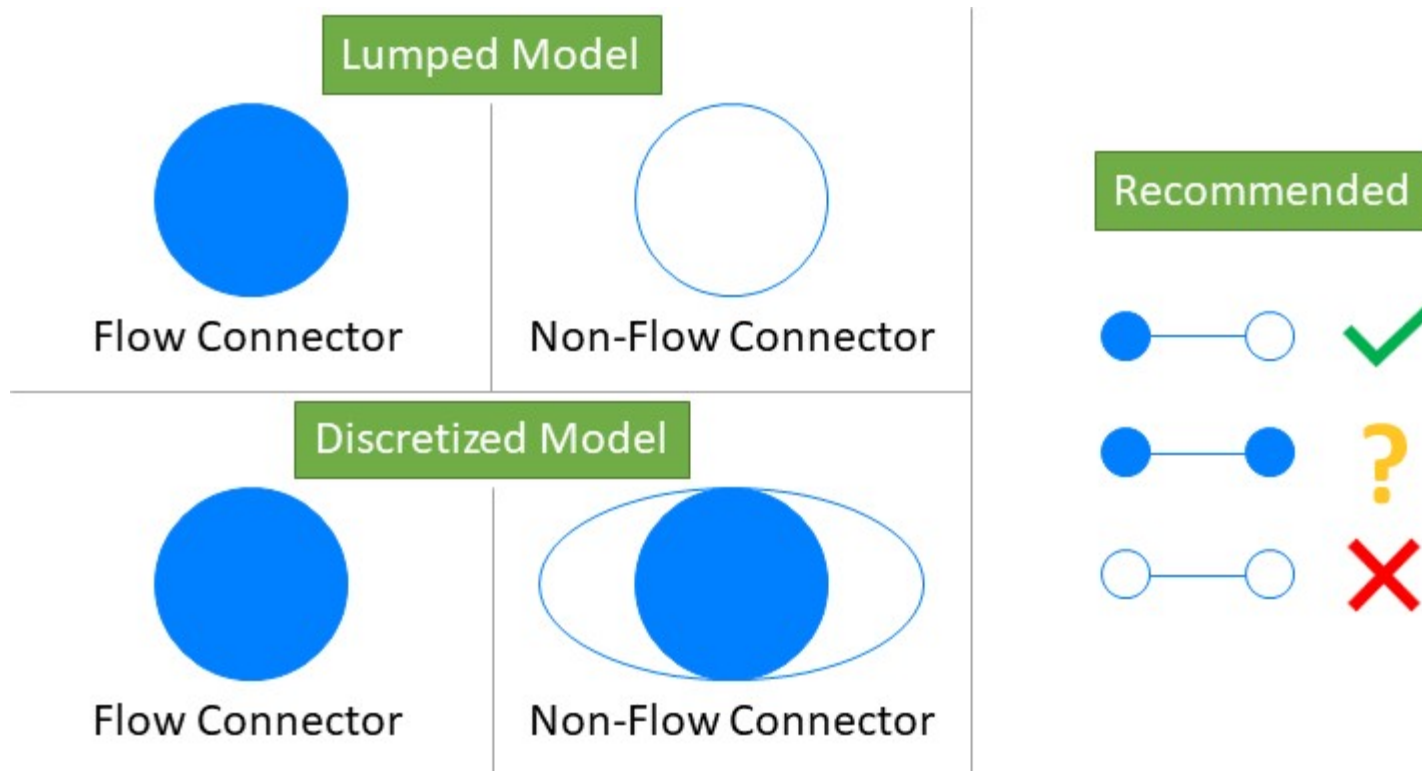 Lumped Model
Flow Connector
Non-Flow Connector
Discretized Model
Flow Connector
Non-Flow Connector
Recommended
?